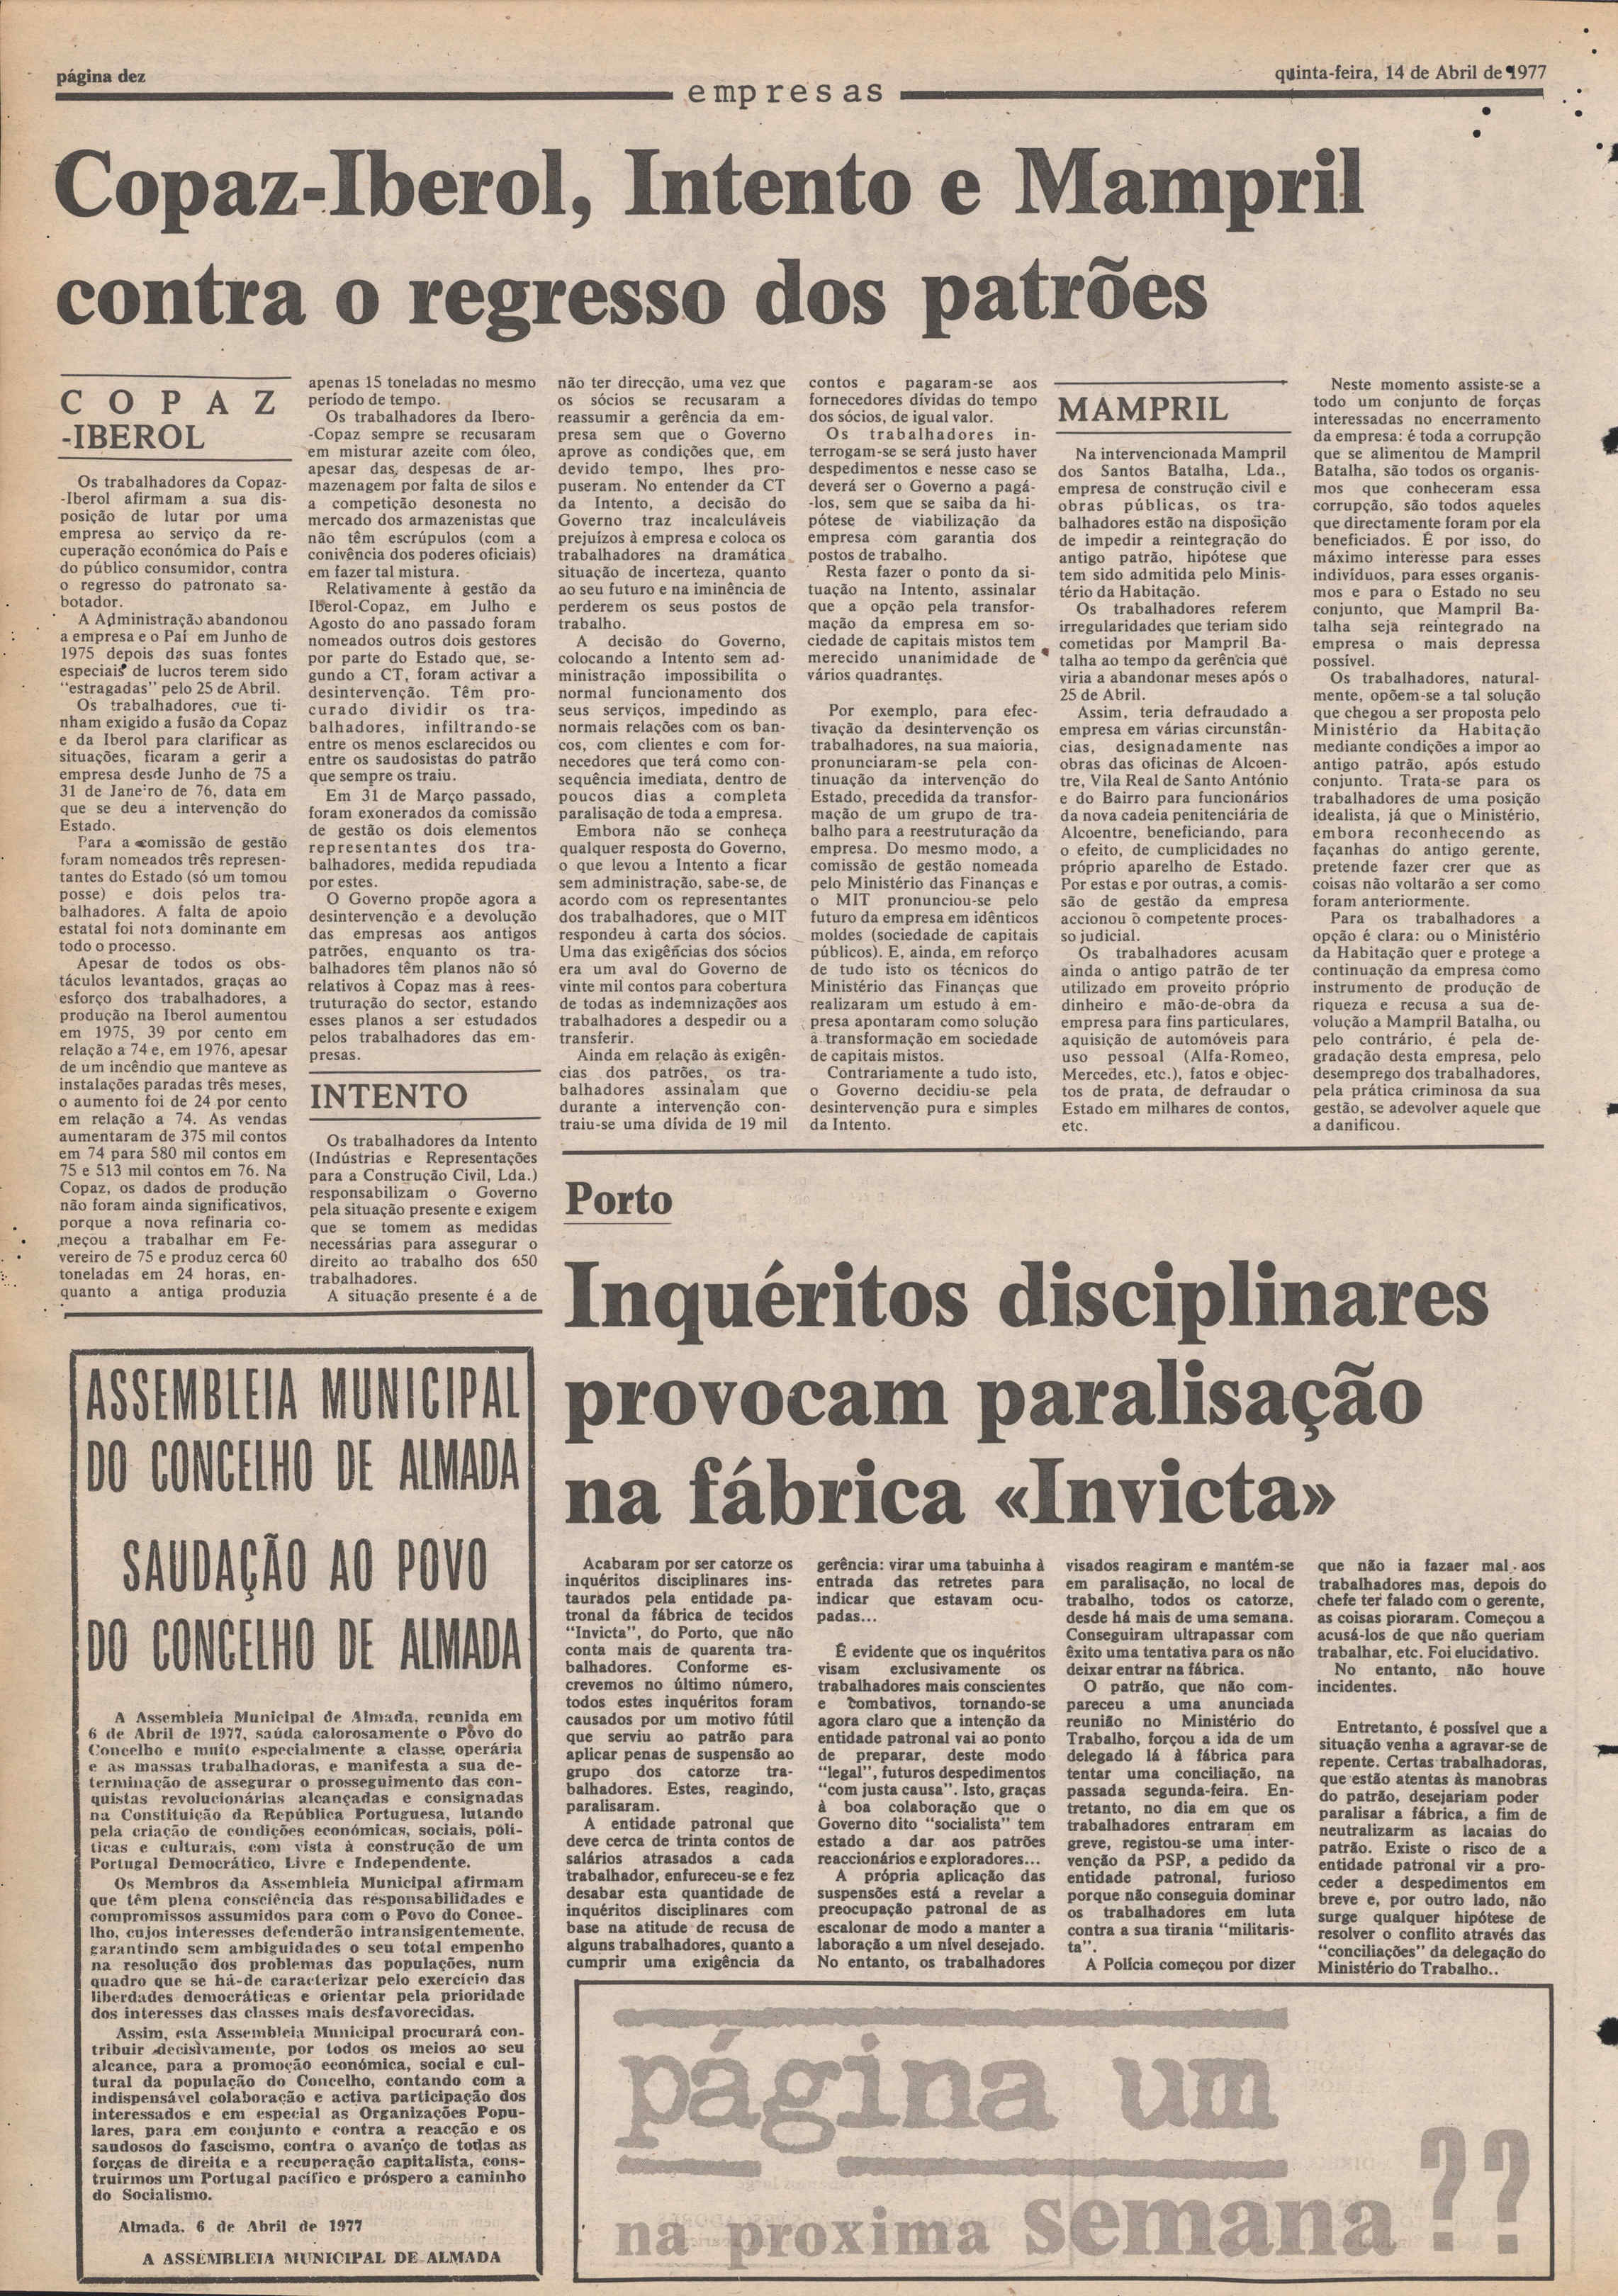 página dez
quinta-feira, 14 de Abril de 1977
empresas
Copaz-Iberol, Intento e Mampril
contra o regresso dos patrões
COPAZ
-IBEROL
Os trabalhadores da Copaz-
-Iberol afirmam a sua dis-
posição de lutar por uma
empresa ao serviço da re-
cuperação económica do País e
do público consumidor, contra
o regresso do patronato sa-
botador.
A Administração abandonou
a empresa e o Paí em Junho de
1975 depois das suas fontes
especiais de lucros terem sido
"estragadas" pelo 25 de Abril.
Os trabalhadores, que ti-
nham exigido a fusão da Copaz
e da Iberol para clarificar as
situações, ficaram a gerir a
empresa desde Junho de 75 a
31 de Janeiro de 76, data em
que se deu a intervenção do
Estado.
Para a comissão de gestão
foram nomeados três represen-
tantes do Estado (só um tomou
posse) e dois pelos tra-
balhadores. A falta de apoio
estatal foi nota dominante em
todo o processo.
Apesar de todos os obs-
táculos levantados, graças ao
esforço dos trabalhadores, a
produção na Iberol aumentou
em 1975, 39 por cento em
relação a 74 e, em 1976, apesar
de um incêndio que manteve as
instalações paradas três meses,
o aumento foi de 24 por cento
em relação a 74. As vendas
aumentaram de 375 mil contos
em 74 para 580 mil contos em
75 e 513 mil contos em 76. Na
Copaz, os dados de produção
não foram ainda significativos,
porque a nova refinaria co-
meçou a trabalhar em Fe-
vereiro de 75 e produz cerca 60
toneladas em 24 horas, en-
quanto a antiga produzia
apenas 15 toneladas no mesmo
período de tempo.
Os trabalhadores da Ibero-
-Copaz sempre se recusaram
em misturar azeite com óleo,
apesar das despesas de ar-
mazenagem por falta de silos e
a competição desonesta no
mercado dos armazenistas que
não têm escrúpulos (com a
conivência dos poderes oficiais)
em fazer tal mistura.
Relativamente à gestão da
Iberol-Copaz, em Julho e
Agosto do ano passado foram
nomeados outros dois gestores
por parte do Estado que, se-
gundo a CT, foram activar a
desintervenção. Têm pro-
curado dividir os tra-
balhadores, infiltrando-se
entre os menos esclarecidos ou
entre os saudosistas do patrão
que sempre os traiu.
Em 31 de Março passado,
foram exonerados da comissão
de gestão os dois elementos
representantes dos tra-
balhadores, medida repudiada
por estes.
O Governo propõe agora a
desintervenção e a devolução
das empresas aos antigos
patrões, enquanto os tra-
balhadores têm planos não só
relativos à Copaz mas à rees-
truturação do sector, estando
esses planos a ser estudados
pelos trabalhadores das em-
presas.
INTENTO
Os trabalhadores da Intento
(Indústrias e Representações
para a Construção Civil, Lda.)
responsabilizam o Governo
pela situação presente e exigem
que se tomem as medidas
necessárias para assegurar o
direito ao trabalho dos 650
trabalhadores.
A situação presente é a de
não ter direcção, uma vez que
os sócios se recusaram a
reassumir a gerência da em-
presa sem que o Governo
aprove as condições que, em
devido tempo, lhes pro-
puseram. No entender da CT
da Intento, a decisão do
Governo traz incalculáveis
prejuízos à empresa e coloca os
trabalhadores na dramática
situação de incerteza, quanto
ao seu futuro e na iminência de
perderem os seus postos de
trabalho.
A decisão do Governo,
colocando a Intento sem ad-
ministração impossibilita o
normal funcionamento dos
seus serviços, impedindo as
normais relações com os ban-
cos, com clientes e com for-
necedores que terá como con-
sequência imediata, dentro de
poucos dias a completa
paralisação de toda a empresa.
Embora não se conheça
qualquer resposta do Governo,
o que levou a Intento a ficar
sem administração, sabe-se, de
acordo com os representantes
dos trabalhadores, que o MIT
respondeu à carta dos sócios.
Uma das exigências dos sócios
era um aval do Governo de
vinte mil contos para cobertura
de todas as indemnizações aos
trabalhadores a despedir ou a
transferir.
Ainda em relação às exigên-
cias dos patrões, os tra-
balhadores assinalam que
durante a intervenção con-
traiu-se uma dívida de 19 mil
contos e pagaram-se aos
fornecedores dívidas do tempo
dos sócios, de igual valor.
Os trabalhadores in-
terrogam-se se será justo haver
despedimentos e nesse caso se
deverá ser o Governo a pagá-
-los, sem que se saiba da hi-
pótese de viabilização da
empresa com garantia dos
postos de trabalho.
Resta fazer o ponto da si-
tuação na Intento, assinalar
que a opção pela transfor-
mação da empresa em so-
ciedade de capitais mistos tem
merecido unanimidade de
vários quadrantes.
Por exemplo, para efec-
tivação da desintervenção os
trabalhadores, na sua maioria,
pronunciaram-se pela con-
tinuação da intervenção do
Estado, precedida da transfor-
mação de um grupo de tra-
balho para a reestruturação da
empresa. Do mesmo modo, a
comissão de gestão nomeada
pelo Ministério das Finanças e
o MIT pronunciou-se pelo
futuro da empresa em idênticos
moldes (sociedade de capitais
públicos). E, ainda, em reforço
de tudo isto os técnicos do
Ministério das Finanças que
realizaram um estudo à em-
presa apontaram como solução
a transformação em sociedade
de capitais mistos.
Contrariamente a tudo isto,
o Governo decidiu-se pela
desintervenção pura e simples
da Intento.
MAMPRIL
Na intervencionada Mampril
dos Santos Batalha, Lda.,
empresa de construção civil e
obras públicas, os tra-
balhadores estão na disposição
de impedir a reintegração do
antigo patrão, hipótese que
tem sido admitida pelo Minis-
tério da Habitação.
Os trabalhadores referem
irregularidades que teriam sido
cometidas por Mampril Ba-
talha ao tempo da gerência que
viria a abandonar meses após o
25 de Abril.
Assim, teria defraudado a
empresa em várias circunstân-
cias, designadamente nas
obras das oficinas de Alcoen-
tre, Vila Real de Santo António
e do Bairro para funcionários
da nova cadeia penitenciária de
Alcoentre, beneficiando, para
o efeito, de cumplicidades no
próprio aparelho de Estado.
Por estas e por outras, a comis-
são de gestão da empresa
accionou o competente proces-
so judicial.
Os trabalhadores acusam
ainda o antigo patrão de ter
utilizado em proveito próprio
dinheiro e mão-de-obra da
empresa para fins particulares,
aquisição de automóveis para
uso pessoal (Alfa-Romeo,
Mercedes, etc.), fatos e objec-
tos de prata, de defraudar o
Estado em milhares de contos,
etc.
Neste momento assiste-se a
todo um conjunto de forças
interessadas no encerramento
da empresa: é toda a corrupção
que se alimentou de Mampril
Batalha, são todos os organis-
mos que conheceram essa
corrupção, são todos aqueles
que directamente foram por ela
beneficiados. É por isso, do
máximo interesse para esses
indivíduos, para esses organis-
mos e para o Estado no seu
conjunto, que Mampril Ba-
talha seja reintegrado na
empresa o mais depressa
possível.
Os trabalhadores, natural-
mente, opõem-se a tal solução
que chegou a ser proposta pelo
Ministério da Habitação
mediante condições a impor ao
antigo patrão, após estudo
conjunto. Trata-se para os
trabalhadores de uma posição
idealista, já que o Ministério,
embora reconhecendo as
façanhas do antigo gerente,
pretende fazer crer que as
coisas não voltarão a ser como
foram anteriormente.
Para os trabalhadores a
opção é clara: ou o Ministério
da Habitação quer e protege a
continuação da empresa como
instrumento de produção de
riqueza e recusa a sua de-
volução a Mampril Batalha, ou
pelo contrário, é pela de-
gradação desta empresa, pelo
desemprego dos trabalhadores,
pela prática criminosa da sua
gestão, se adevolver aquele que
a danificou.
ASSEMBLEIA MUNICIPAL
DO CONCELHO DE ALMADA
SAUDAÇÃO AO POVO
DO CONCELHO DE ALMADA
A Assembleia Municipal de Almada, reunida em
6 de Abril de 1977, saúda calorosamente o Povo do
Concelho e muito especialmente a classe operária
e as massas trabalhadoras, e manifesta a sua de-
terminação de assegurar o prosseguimento das con-
quistas revolucionárias alcançadas e consignadas
na Constituição da República Portuguesa, lutando
pela criação de condições económicas, sociais, polí-
ticas e culturais, com vista à construção de um
Portugal Democrático, Livre e Independente.
Os Membros da Assembleia Municipal afirmam
que têm plena consciência das responsabilidades e
compromissos assumidos para com o Povo do Conce-
lho, cujos interesses defenderão intransigentemente,
garantindo sem ambiguidades o seu total empenho
na resolução dos problemas das populações, num
quadro que se há-de caracterizar pelo exercício das
liberdades democráticas e orientar pela prioridade
dos interesses das classes mais desfavorecidas.
Assim, esta Assembleia Municipal procurará con-
tribuir decisivamente, por todos os meios ao seu
alcance, para a promoção económica, social e cul-
tural da população do Concelho, contando com a
indispensável colaboração e activa participação dos
interessados e em especial as Organizações Popu-
lares, para em conjunto e contra a reacção e os
saudosos do fascismo, contra o avanço de todas as
forças de direita e a recuperação capitalista, cons-
truirmos um Portugal pacífico e próspero a caminho
do Socialismo.
Almada, 6 de Abril de 1977
A ASSEMBLEIA MUNICIPAL DE ALMADA
Porto
Inquéritos disciplinares
provocam paralisação
na fábrica «Invicta»
Acabaram por ser catorze os
inquéritos disciplinares ins-
taurados pela entidade pa-
tronal da fábrica de tecidos
"Invicta", do Porto, que não
conta mais de quarenta tra-
balhadores. Conforme es-
crevemos no último número,
todos estes inquéritos foram
causados por um motivo fútil
que serviu ao patrão para
aplicar penas de suspensão ao
grupo dos catorze tra-
balhadores. Estes, reagindo,
paralisaram.
A entidade patronal que
deve cerca de trinta contos de
salários atrasados a cada
trabalhador, enfureceu-se e fez
desabar esta quantidade de
inquéritos disciplinares com
base na atitude de recusa de
alguns trabalhadores, quanto a
cumprir uma exigência da
gerência: virar uma tabuinha à
entrada das retretes para
indicar que estavam ocu-
padas...
É evidente que os inquéritos
visam exclusivamente os
trabalhadores mais conscientes
e combativos, tornando-se
agora claro que a intenção da
entidade patronal vai ao ponto
de preparar, deste modo
"legal", futuros despedimentos
"com justa causa". Isto, graças
à boa colaboração que o
Governo dito "socialista" tem
estado a dar aos patrões
reaccionários e exploradores...
A própria aplicação das
suspensões está a revelar a
preocupação patronal de as
escalonar de modo a manter a
laboração a um nível desejado.
No entanto, os trabalhadores
visados reagiram e mantém-se
em paralisação, no local de
trabalho, todos os catorze,
desde há mais de uma semana.
Conseguiram ultrapassar com
êxito uma tentativa para os não
deixar entrar na fábrica.
O patrão, que não com-
pareceu a uma anunciada
reunião no Ministério do
Trabalho, forçou a ida de um
delegado lá à fábrica para
tentar uma conciliação, na
passada segunda-feira. En-
tretanto, no dia em que os
trabalhadores entraram em
greve, registou-se uma inter-
venção da PSP, a pedido da
entidade patronal, furioso
porque não conseguia dominar
os trabalhadores em luta
contra a sua tirania "militaris-
ta".
A Polícia começou por dizer
que não ia fazaer mal aos
trabalhadores mas, depois do
chefe ter falado com o gerente,
as coisas pioraram. Começou a
acusá-los de que não queriam
trabalhar, etc. Foi elucidativo.
No entanto, não houve
incidentes.
Entretanto, é possível que a
situação venha a agravar-se de
repente. Certas trabalhadoras,
que estão atentas às manobras
do patrão, desejariam poder
paralisar a fábrica, a fim de
neutralizarm as lacaias do
patrão. Existe o risco de a
entidade patronal vir a pro-
ceder a despedimentos em
breve e, por outro lado, não
surge qualquer hipótese de
resolver o conflito através das
"conciliações" da delegação do
Ministério do Trabalho..
página um
na proxima semana ??